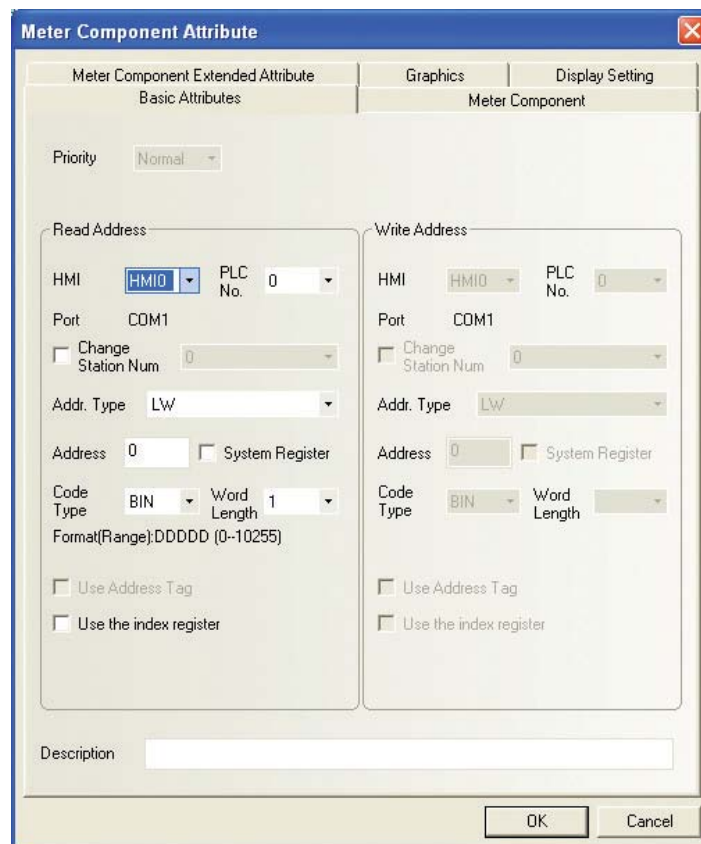 Meter Component Attribute
Meter Component Extended Attribute Graphics Display Setting
Basic Attributes Meter Component
Priority Normal
Read Address
HMI HMI0 PLC No. 0
Port COM1
Change Station Num 0
Addr. Type LW
Address 0 System Register
Code Type BIN Word Length 1
Format(Range):DDDDD (0--10255)
Use Address Tag
Use the index register
Write Address
HMI HMI0 PLC No. 0
Port COM1
Change Station Num 0
Addr. Type LW
Address 0 System Register
Code Type BIN Word Length
Use Address Tag
Use the index register
Description
OK Cancel